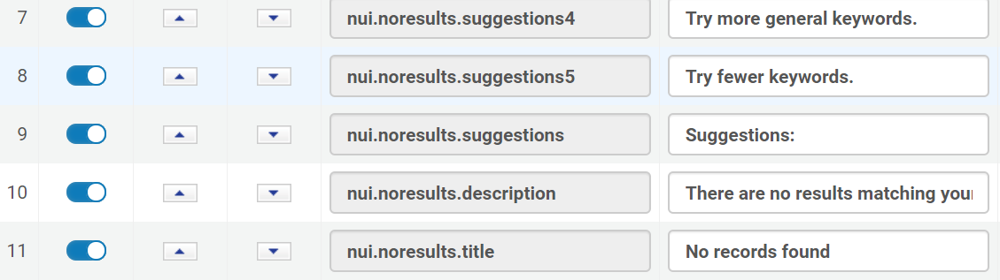 7 nui.noresults.suggestions4 Try more general keywords.
8 nui.noresults.suggestions5 Try fewer keywords.
9 nui.noresults.suggestions Suggestions:
10 nui.noresults.description There are no results matching your
11 nui.noresults.title No records found